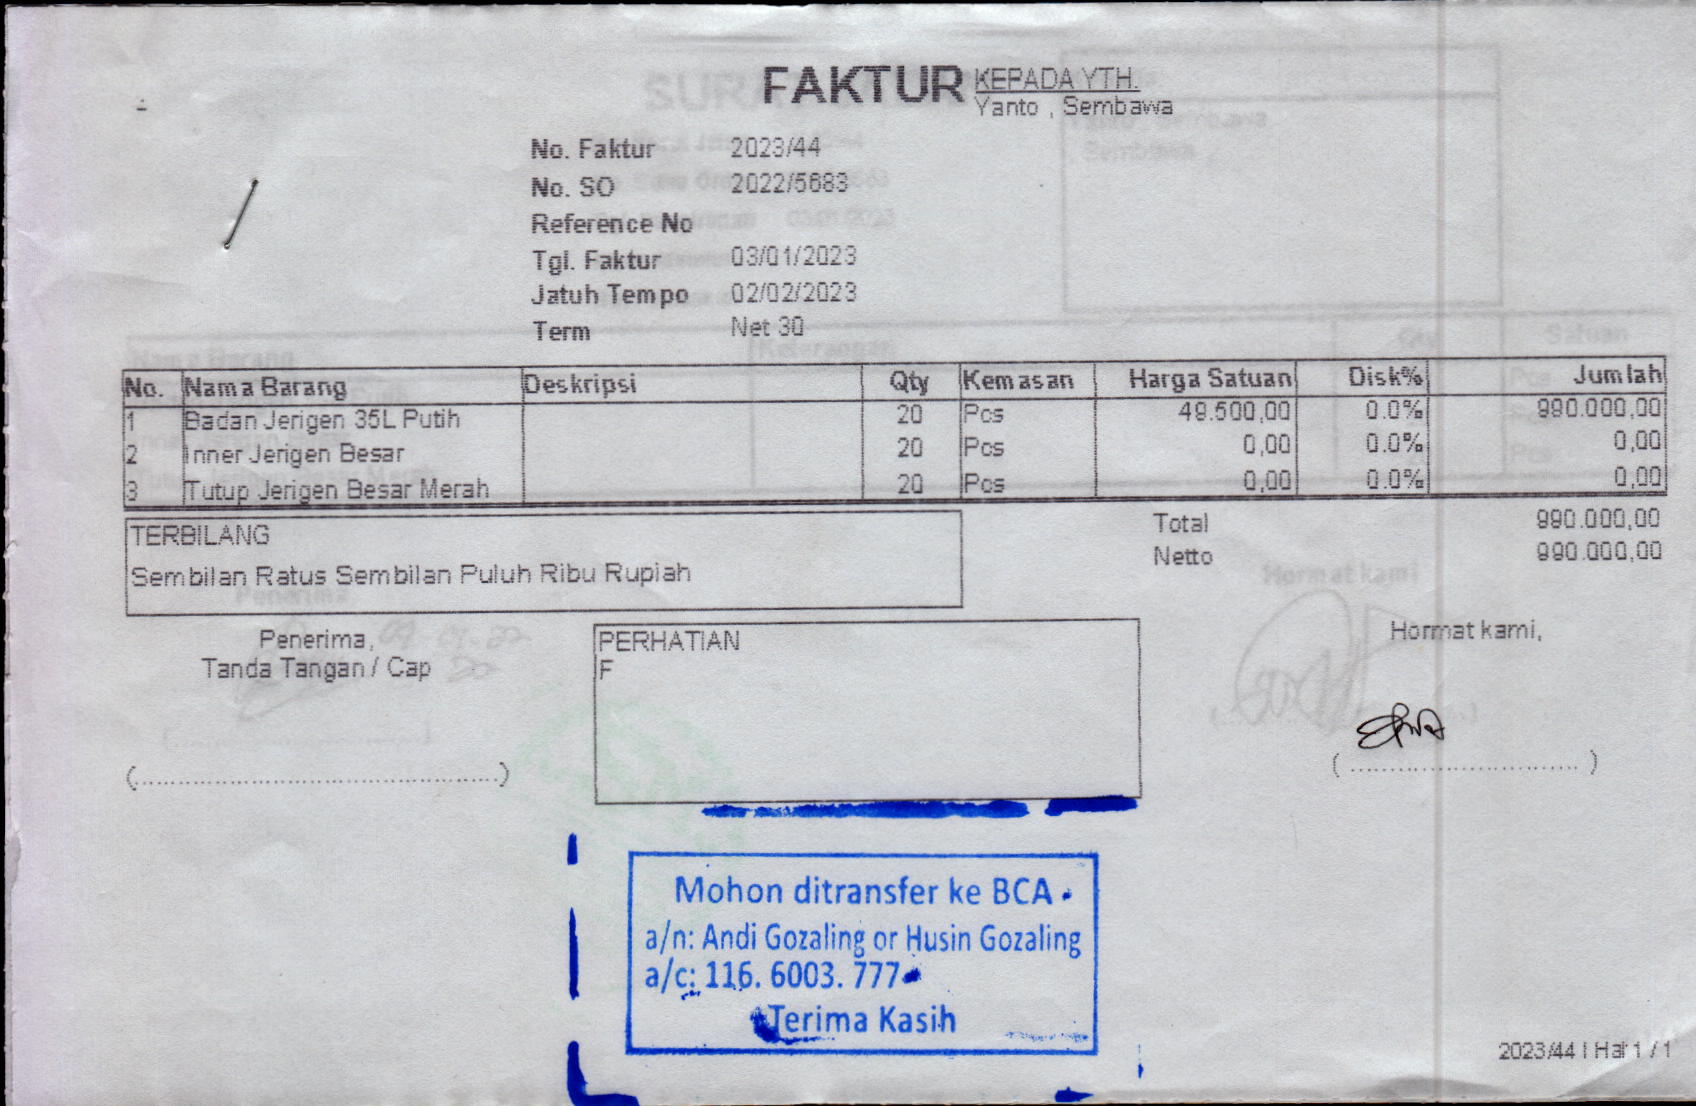 FAKTUR
KEPADA YTH.
Yanto , Sembawa
No. Faktur 2023/44
No. SO 2022/5683
Reference No
Tgl. Faktur 03/01/2023
Jatuh Tempo 02/02/2023
Term Net 30
No. Nama Barang Deskripsi Qty Kemasan Harga Satuan Disk% Jumlah
1 Badan Jerigen 35L Putih 20 Pcs 49.500,00 0.0% 990.000,00
2 Inner Jerigen Besar 20 Pcs 0,00 0.0% 0,00
3 Tutup Jerigen Besar Merah 20 Pcs 0,00 0.0% 0,00
TERBILANG
Sembilan Ratus Sembilan Puluh Ribu Rupiah
Total 990.000,00
Netto 990.000,00
Penerima,
Tanda Tangan / Cap
(..............................................)
PERHATIAN
F
Hormat kami,
( ............................. )
Mohon ditransfer ke BCA
a/n: Andi Gozaling or Husin Gozaling
a/c: 116. 6003. 777
Terima Kasih
2023/44 | Hal 1 / 1